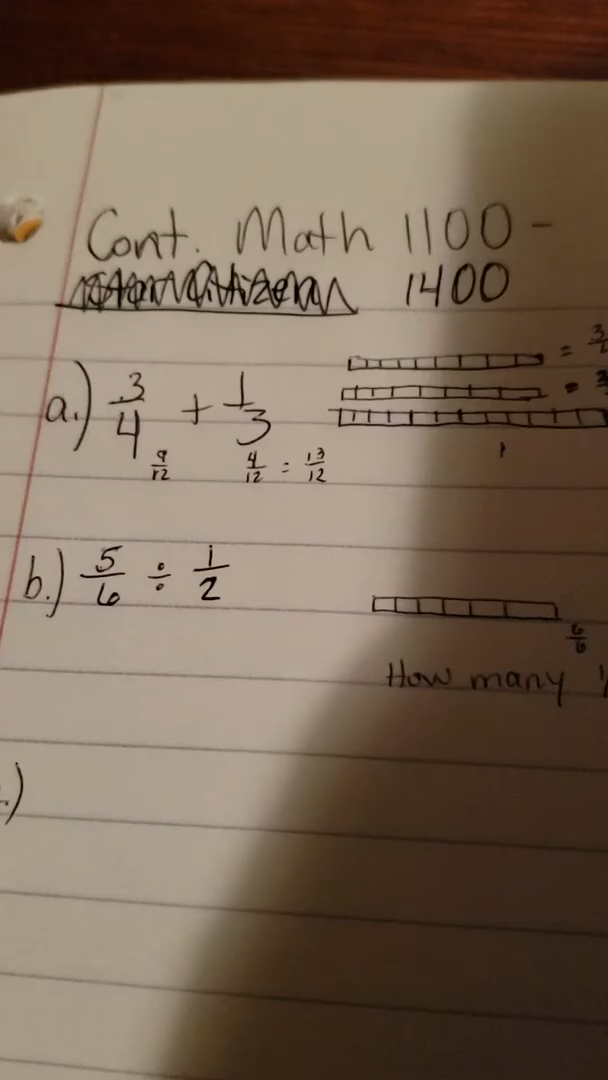 Cont. Math 1100 -
1400
a.) 3/4 + 1/3
9/12 4/12 = 13/12
b.) 5/6 ÷ 1/2
6/6
How many
.)